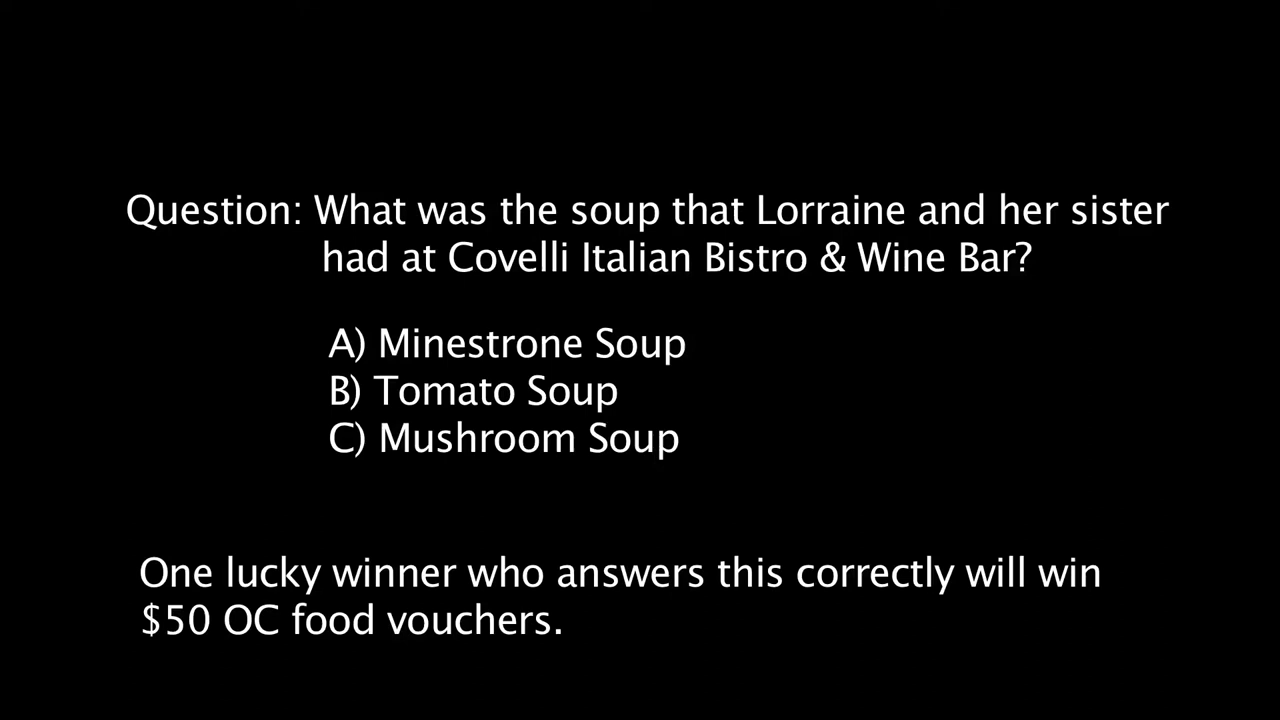 Question: What was the soup that Lorraine and her sister
had at Covelli Italian Bistro & Wine Bar?
A) Minestrone Soup
B) Tomato Soup
C) Mushroom Soup
One lucky winner who answers this correctly will win
$50 OC food vouchers.